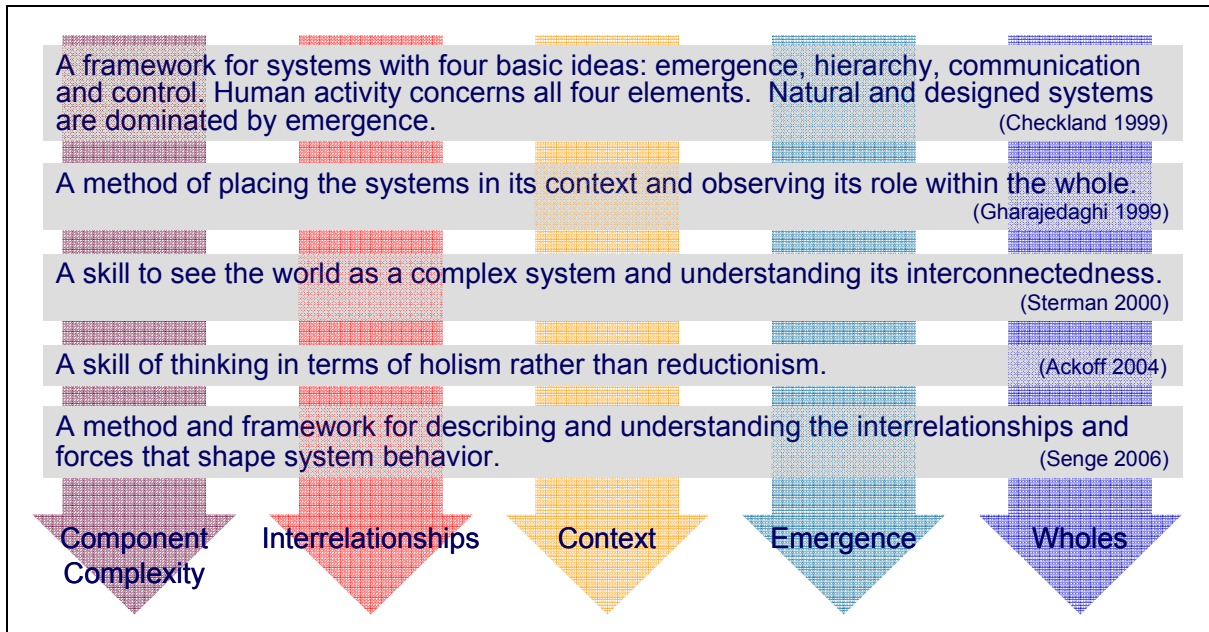 A framework for systems with four basic ideas: emergence, hierarchy, communication
and control. Human activity concerns all four elements.  Natural and designed systems
are dominated by emergence.
(Checkland 1999)
A method of placing the systems in its context and observing its role within the whole.
(Gharajedaghi 1999)
A skill to see the world as a complex system and understanding its interconnectedness.
(Sterman 2000)
A skill of thinking in terms of holism rather than reductionism.
(Ackoff 2004)
A method and framework for describing and understanding the interrelationships and
forces that shape system behavior.
(Senge 2006)
Component
Complexity
Interrelationships
Context
Emergence
Wholes